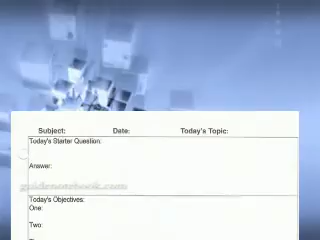 Subject: Date: Today's Topic:
Today's Starter Question:
Answer:
Today's Objectives:
One:
Two: